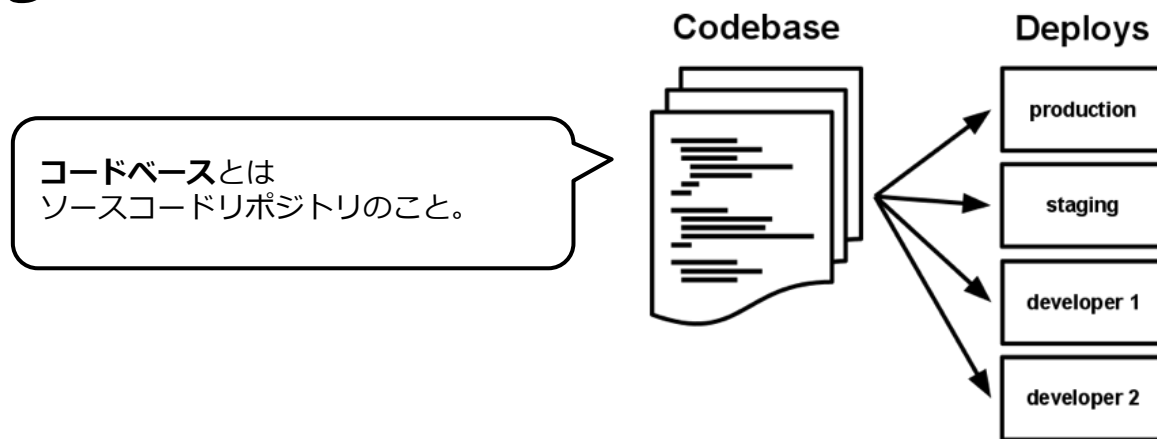 Codebase
Deploys
コードベースとは
ソースコードリポジトリのこと。
production
staging
developer 1
developer 2